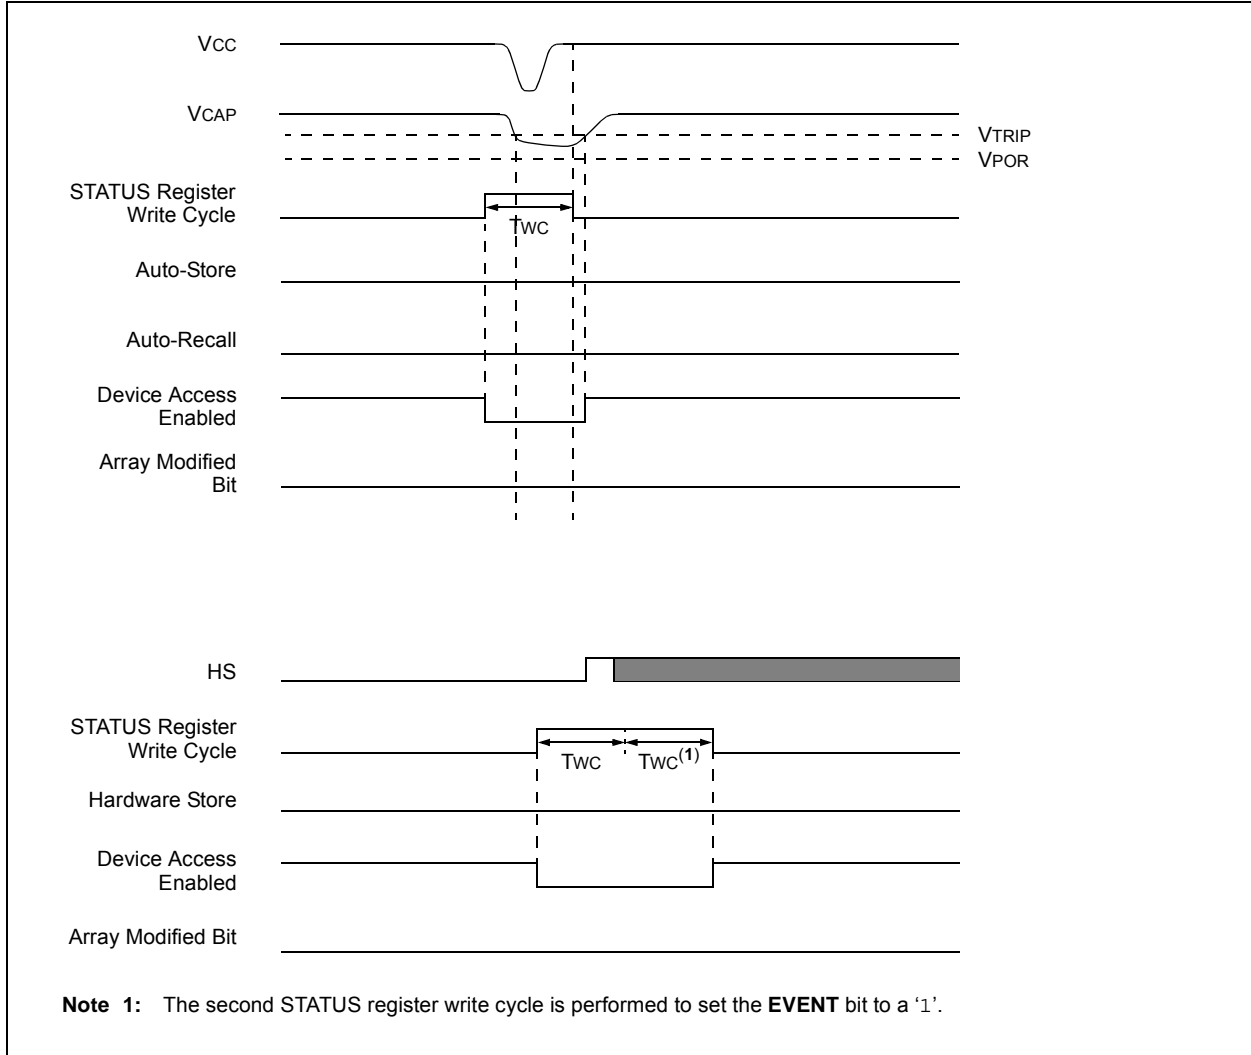 VCC
VCAP
VTRIP
VPOR
STATUS Register
Write Cycle
TWC
Auto-Store
Auto-Recall
Device Access
Enabled
Array Modified
Bit
HS
STATUS Register
Write Cycle
TWC TWC(1)
Hardware Store
Device Access
Enabled
Array Modified Bit
Note 1: The second STATUS register write cycle is performed to set the EVENT bit to a ‘1’.